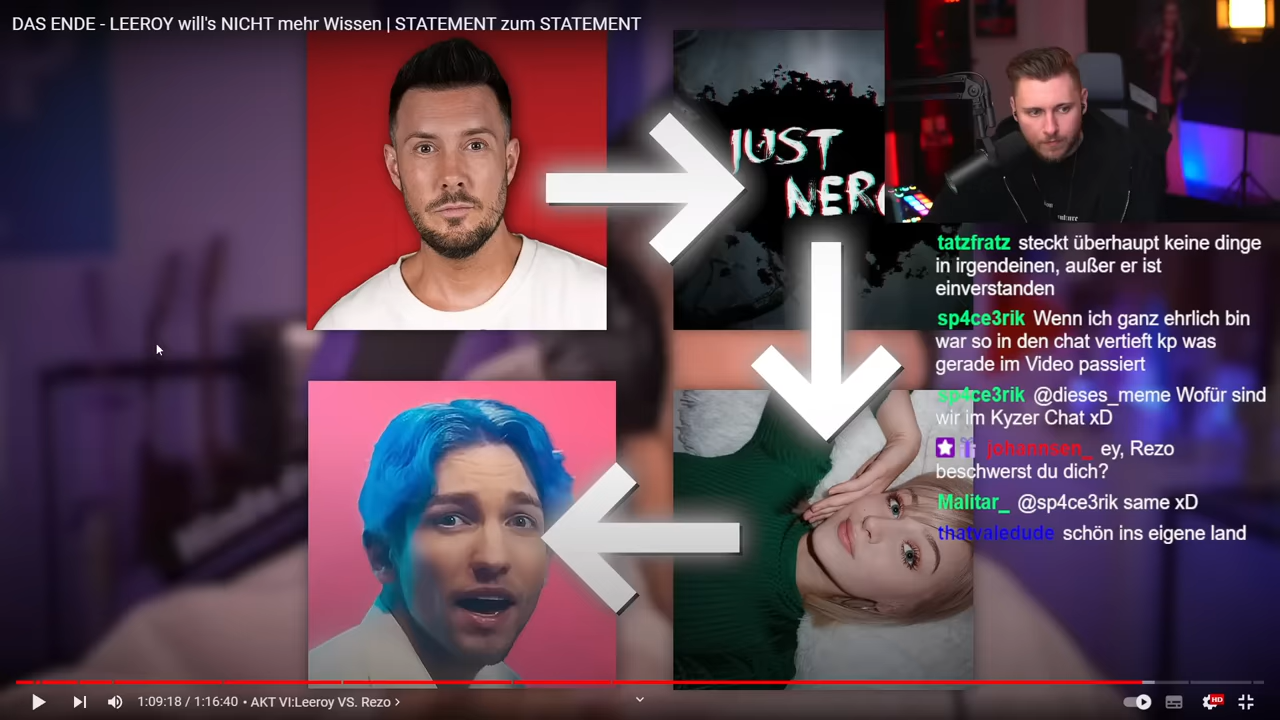 DAS ENDE - LEEROY will's NICHT mehr Wissen | STATEMENT zum STATEMENT
JUST
NER
tatzfratz steckt überhaupt keine dinge
in irgendeinen, außer er ist
einverstanden
sp4ce3rik Wenn ich ganz ehrlich bin
war so in den chat vertieft kp was
gerade im Video passiert
sp4ce3rik @dieses_meme Wofür sind
wir im Kyzer Chat xD
johannsen_ ey, Rezo
beschwerst du dich?
Malitar_ @sp4ce3rik same xD
thatvaledude schön ins eigene land
1:09:18 / 1:16:40 • AKT VI:Leeroy VS. Rezo
HD